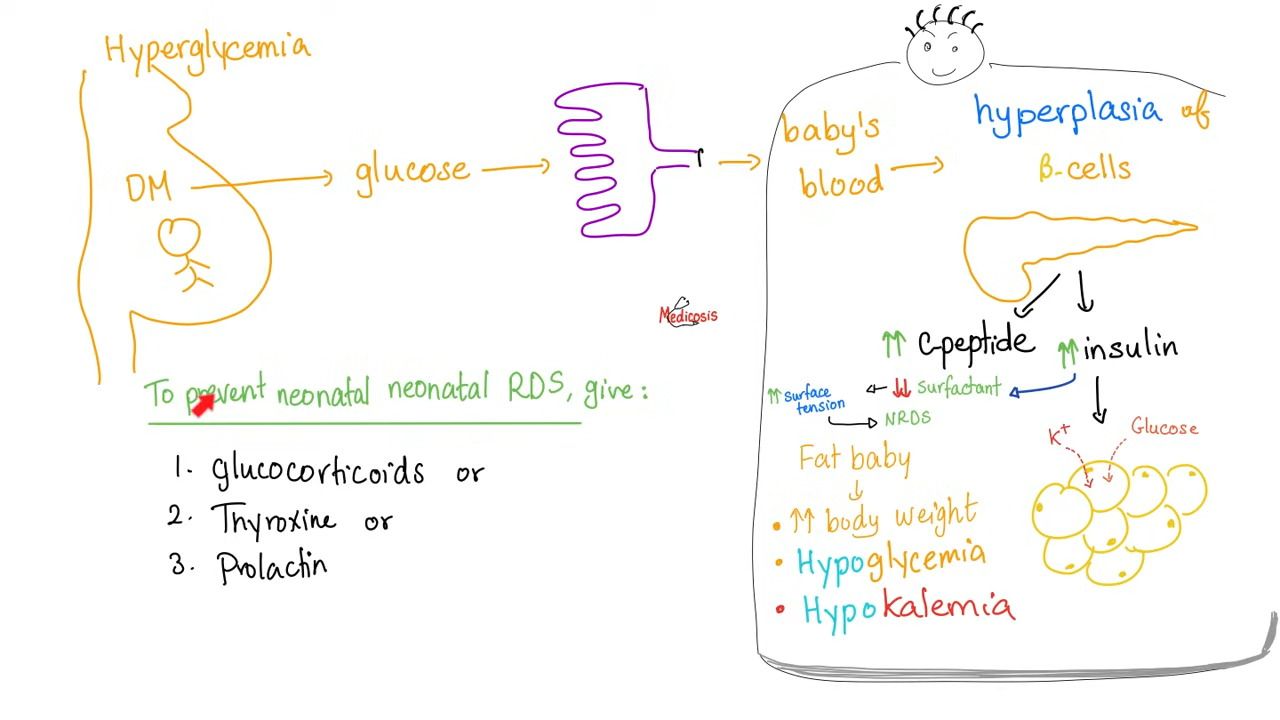 Hyperglycemia
DM
glucose
baby's
blood
hyperplasia of
β-cells
Medicosis
↑↑ C-peptide
↑↑ insulin
↓↓ surfactant
↑↑ surface
tension
NRDS
Fat baby
• ↑↑ body weight
• Hypoglycemia
• Hypokalemia
K+
Glucose
To prevent neonatal neonatal RDS, give:
1. glucocorticoids or
2. Thyroxine or
3. Prolactin